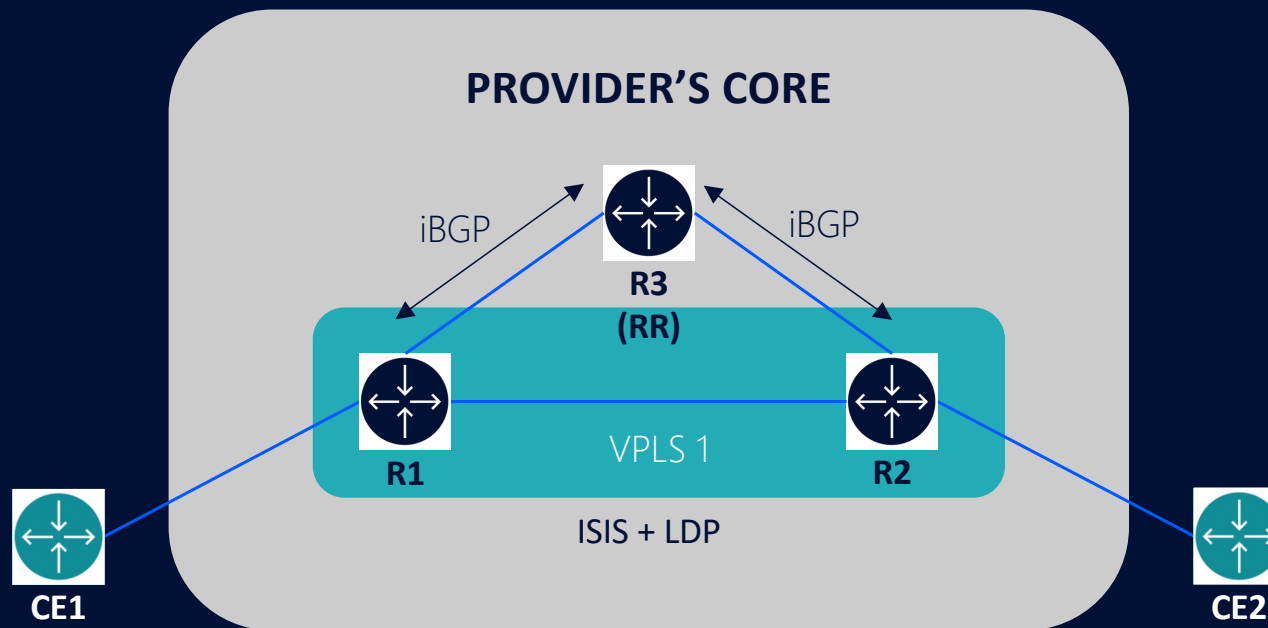 PROVIDER'S CORE
iBGP
iBGP
R3
(RR)
VPLS 1
R1
R2
ISIS + LDP
CE1
CE2